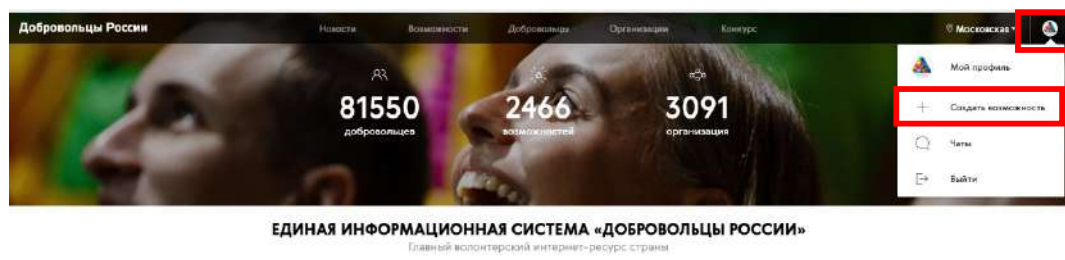 Добровольцы России Новости Возможности Добровольцы Организации Конкурс Московская
81550 2466 3091
добровольцев возможностей организация
Мой профиль
Создать возможность
Чаты
Выйти
ЕДИНАЯ ИНФОРМАЦИОННАЯ СИСТЕМА «ДОБРОВОЛЬЦЫ РОССИИ»
Главный волонтерский интернет-ресурс страны